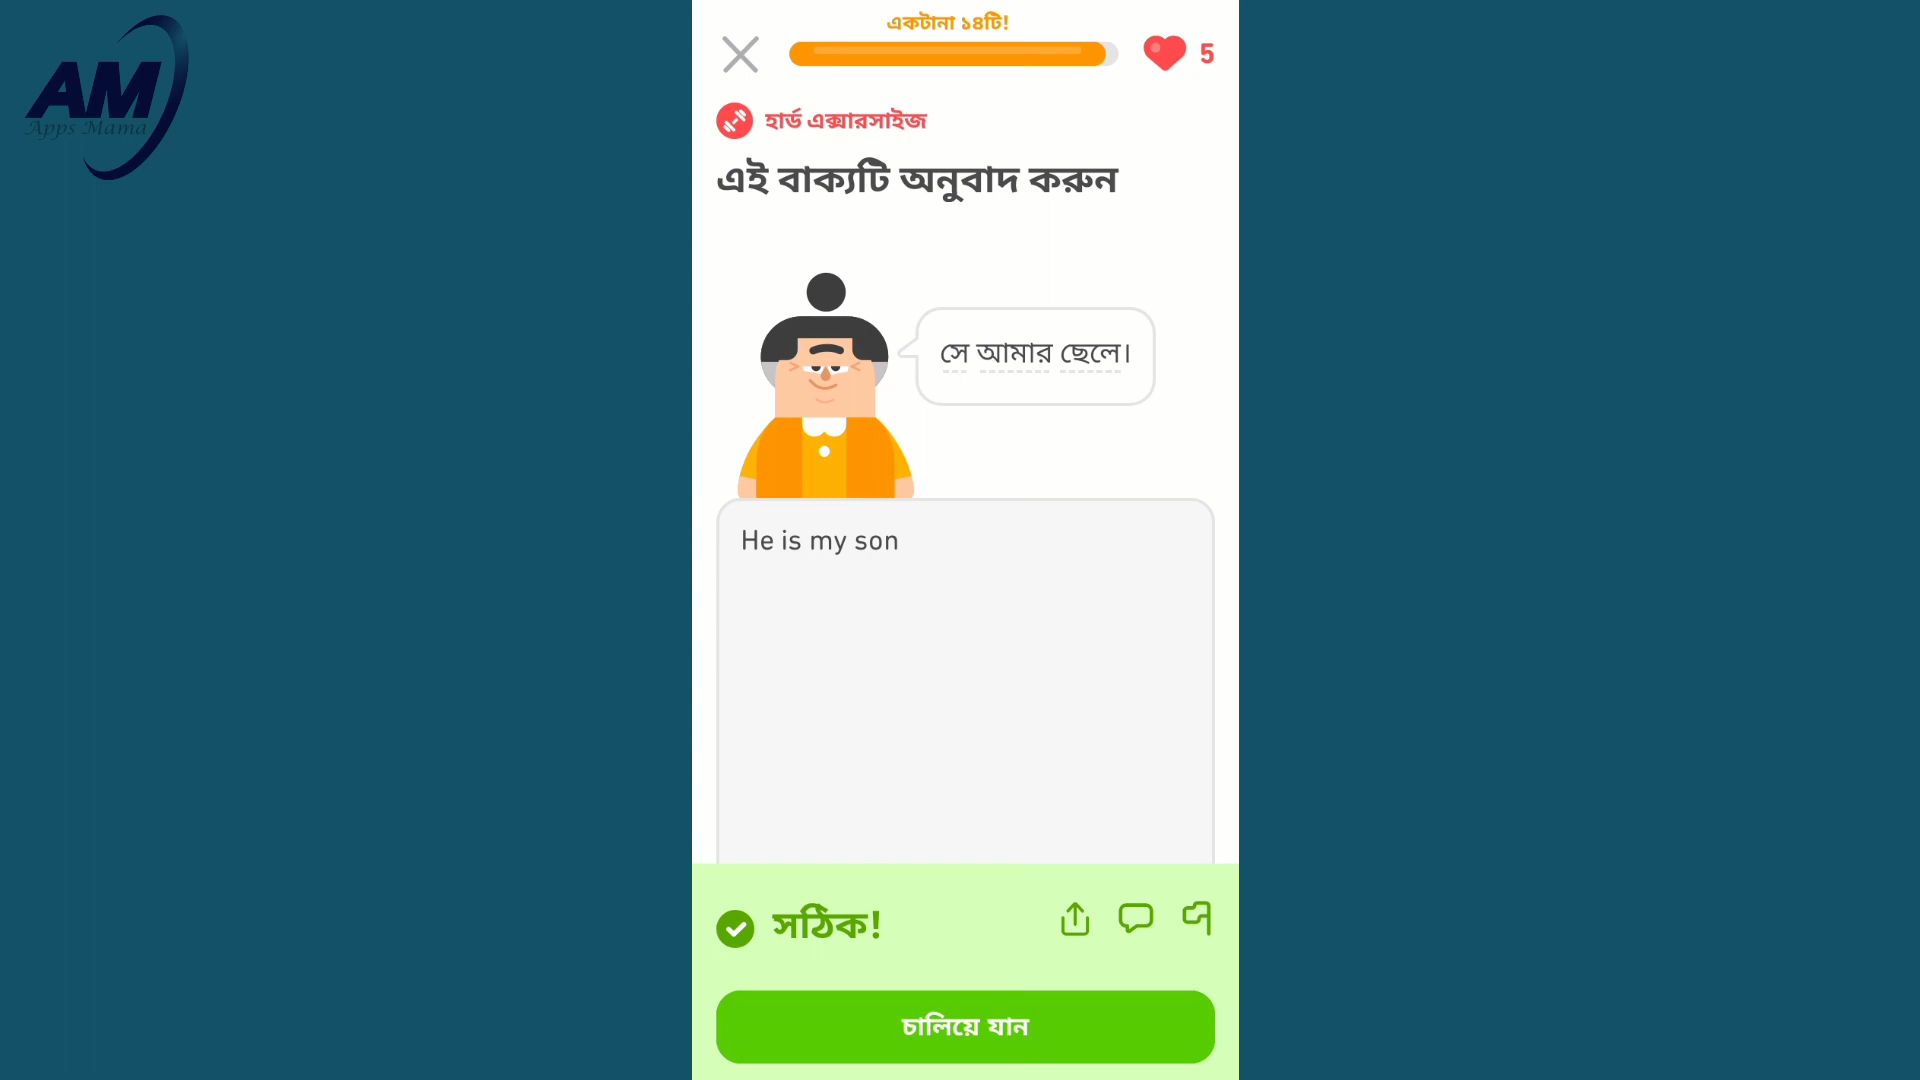 AM
Apps Mama
একটানা ১৪টি!
5
হার্ড এক্সারসাইজ
এই বাক্যটি অনুবাদ করুন
সে আমার ছেলে।
He is my son
সঠিক!
চালিয়ে যান